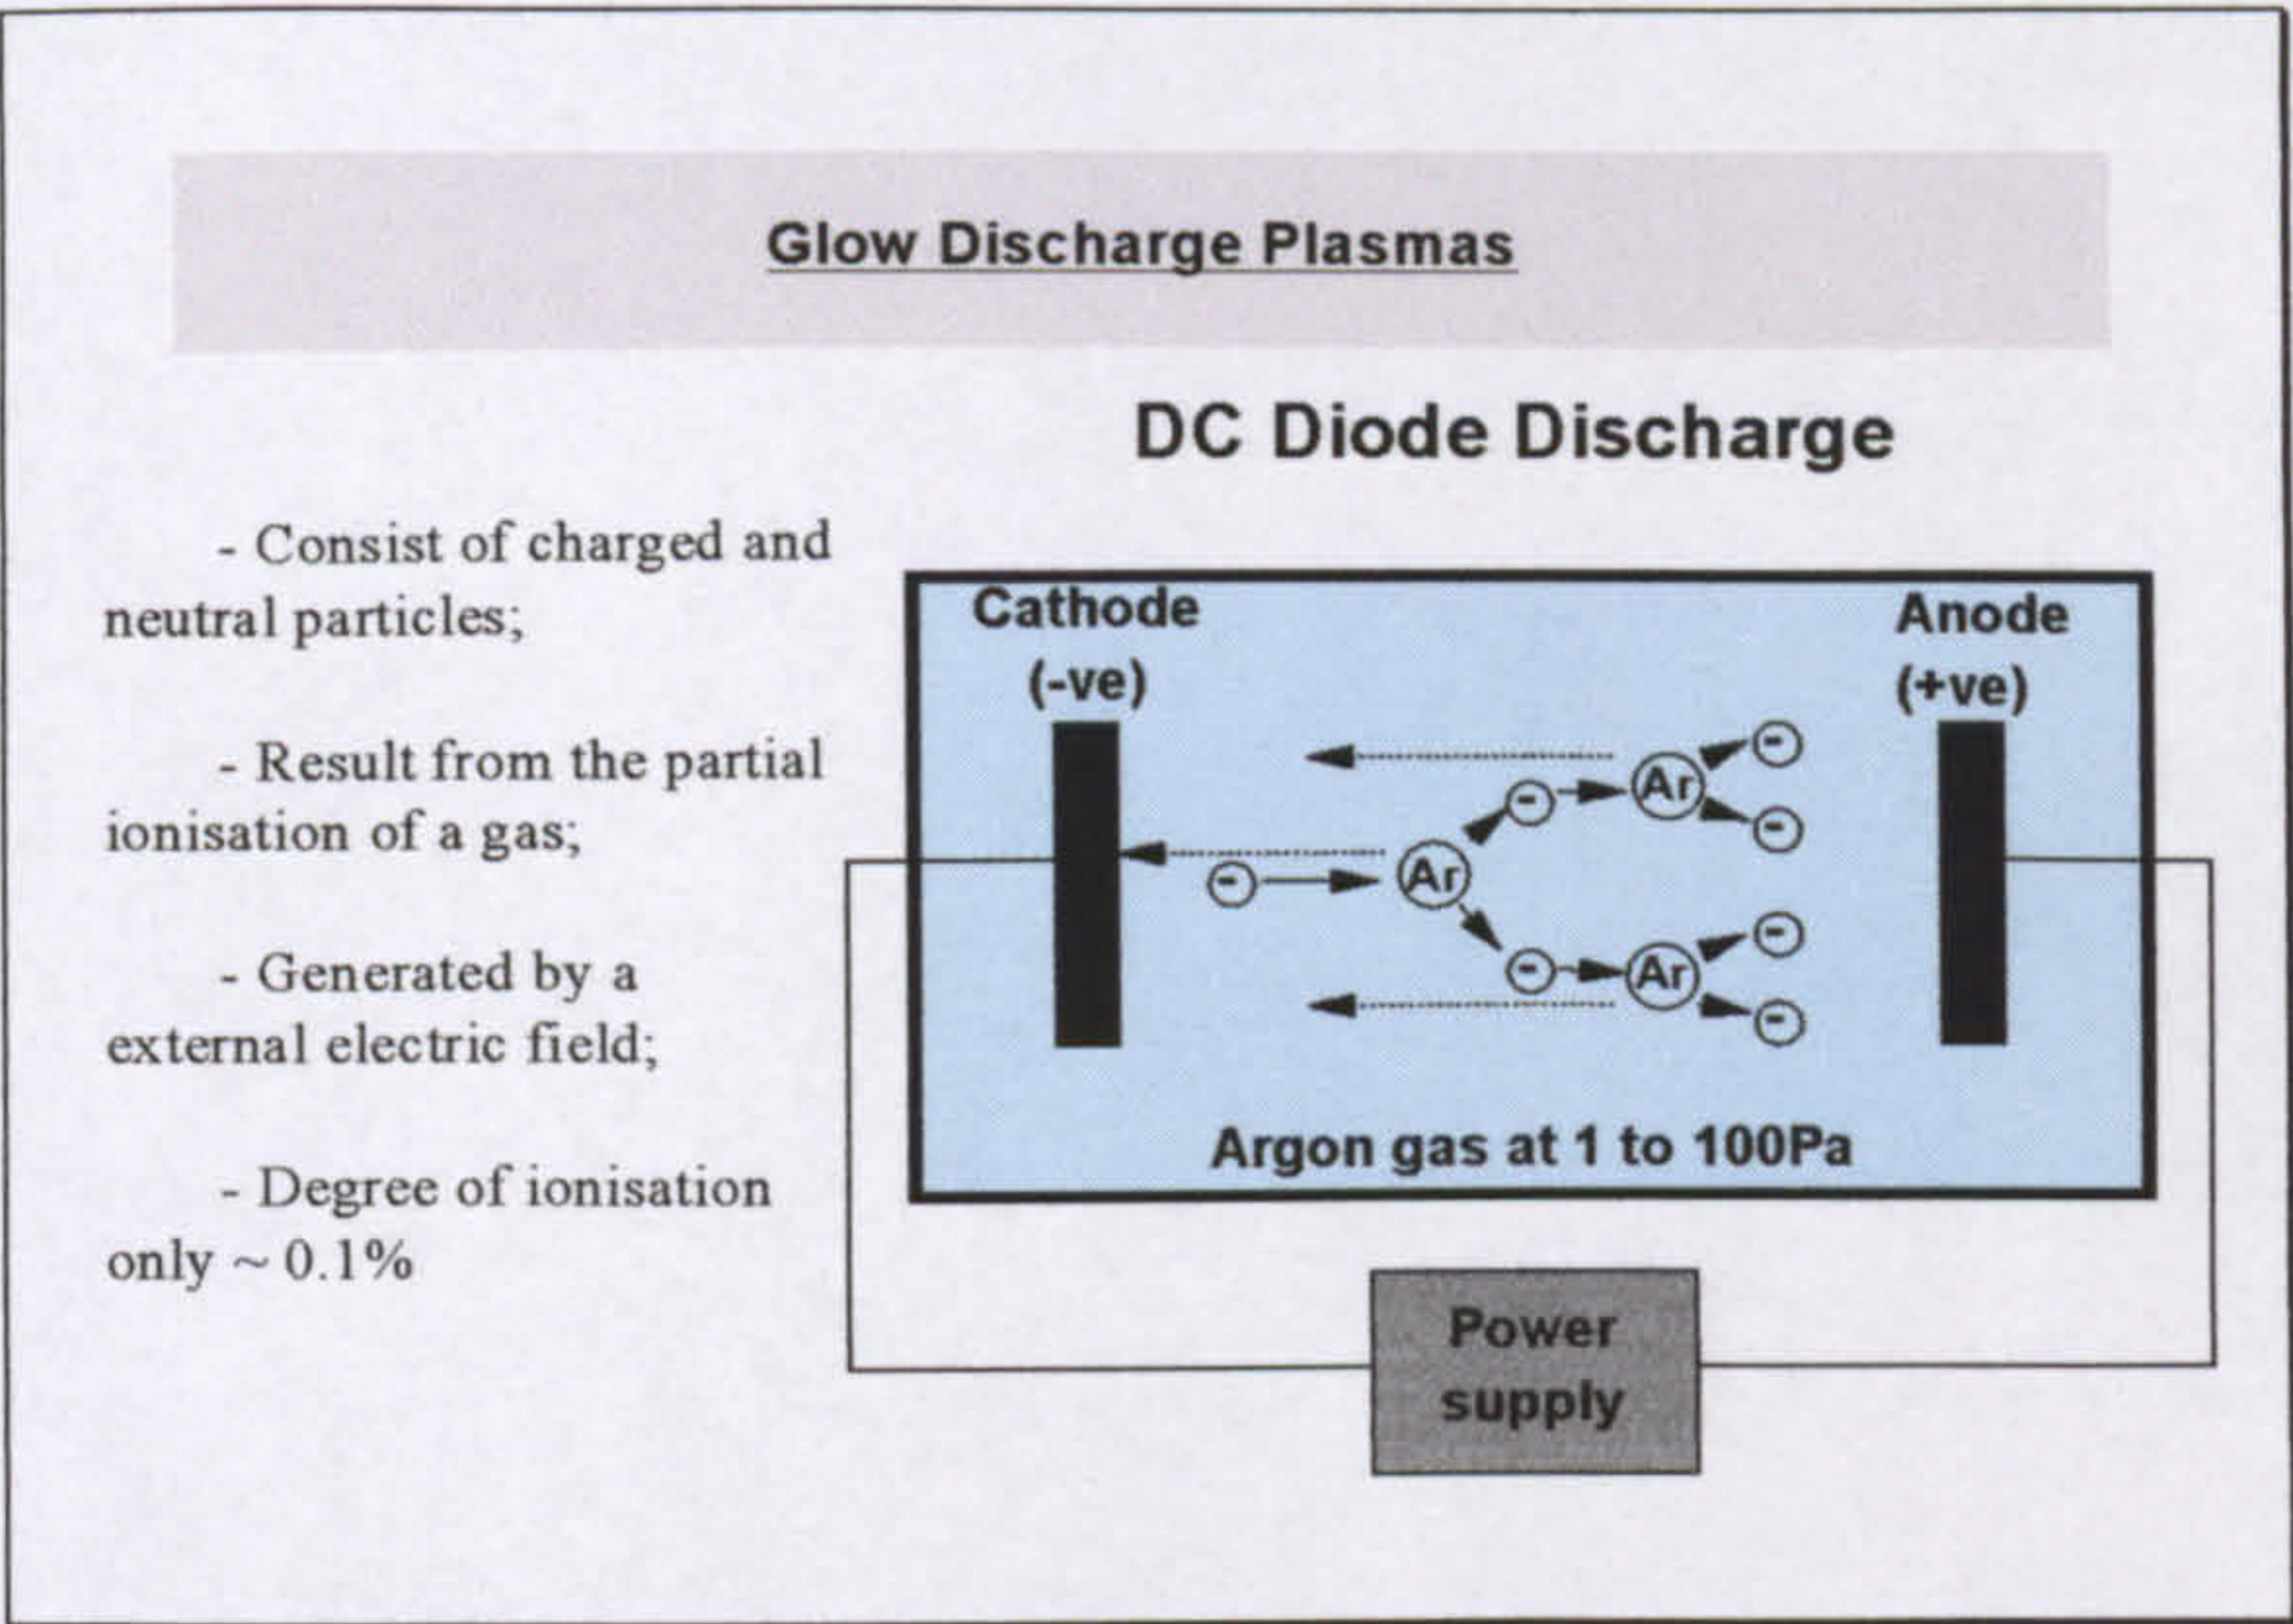 Glow Discharge Plasmas
DC Diode Discharge
- Consist of charged and
neutral particles;
- Result from the partial
ionisation of a gas;
- Generated by a
external electric field;
- Degree of ionisation
only ~ 0.1%
Cathode
(-ve)
Anode
(+ve)
-
Ar
-
Ar
-
-
-
Ar
-
-
Argon gas at 1 to 100Pa
Power
supply